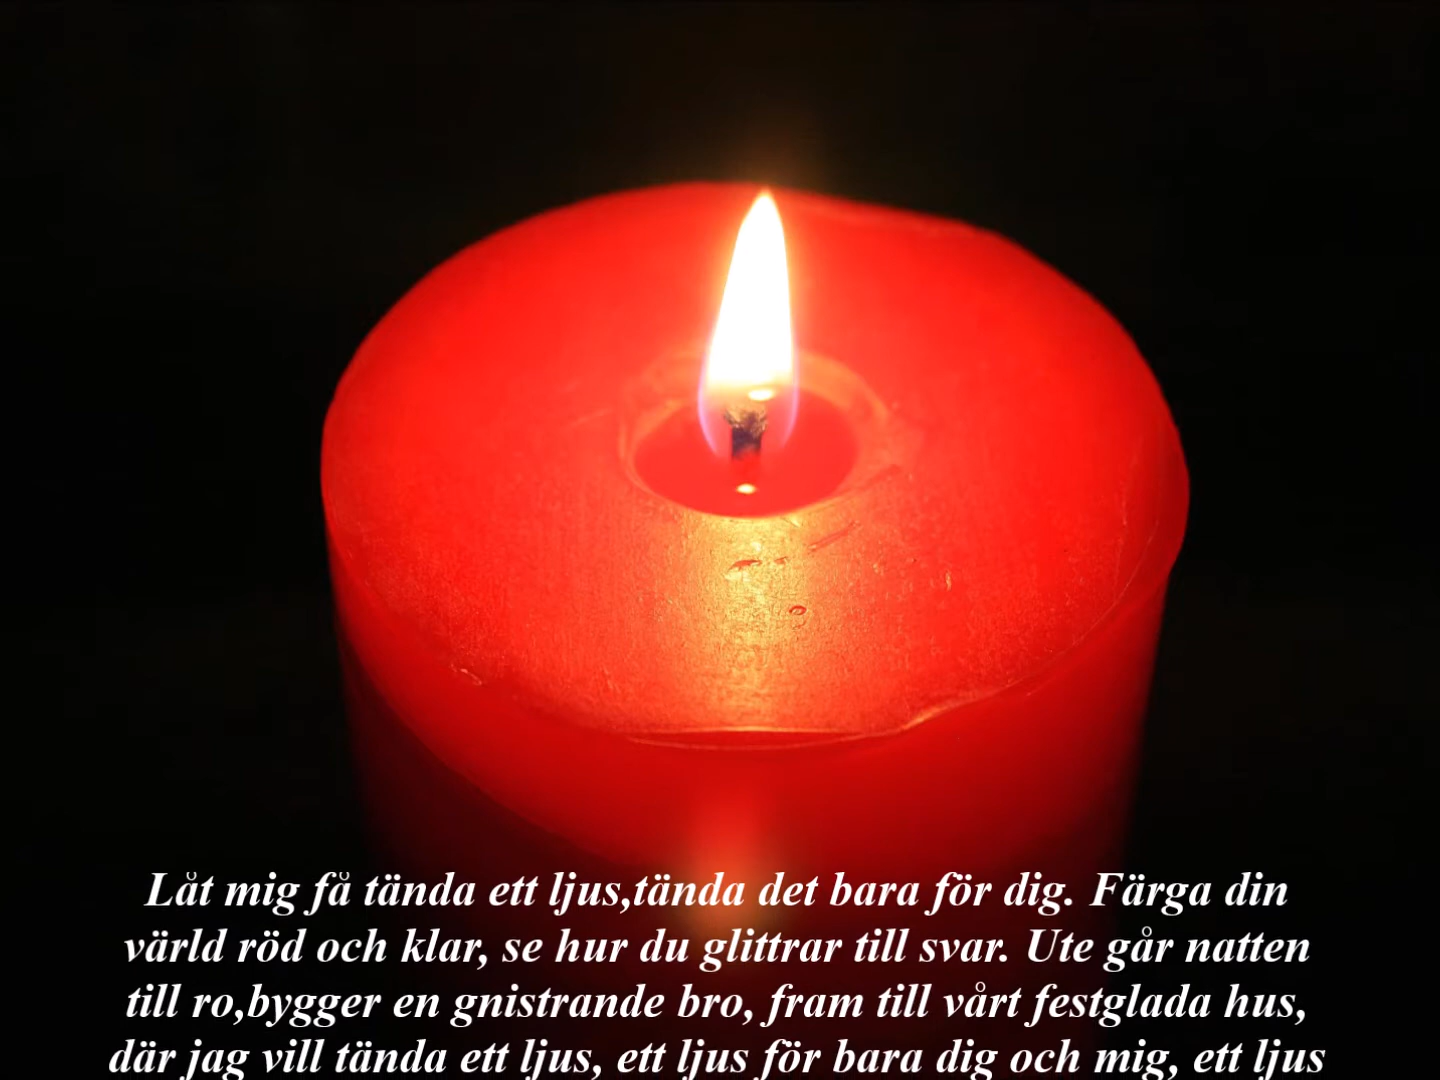 Låt mig få tända ett ljus,tända det bara för dig. Färga din
värld röd och klar, se hur du glittrar till svar. Ute går natten
till ro,bygger en gnistrande bro, fram till vårt festglada hus,
där jag vill tända ett ljus, ett ljus för bara dig och mig, ett ljus